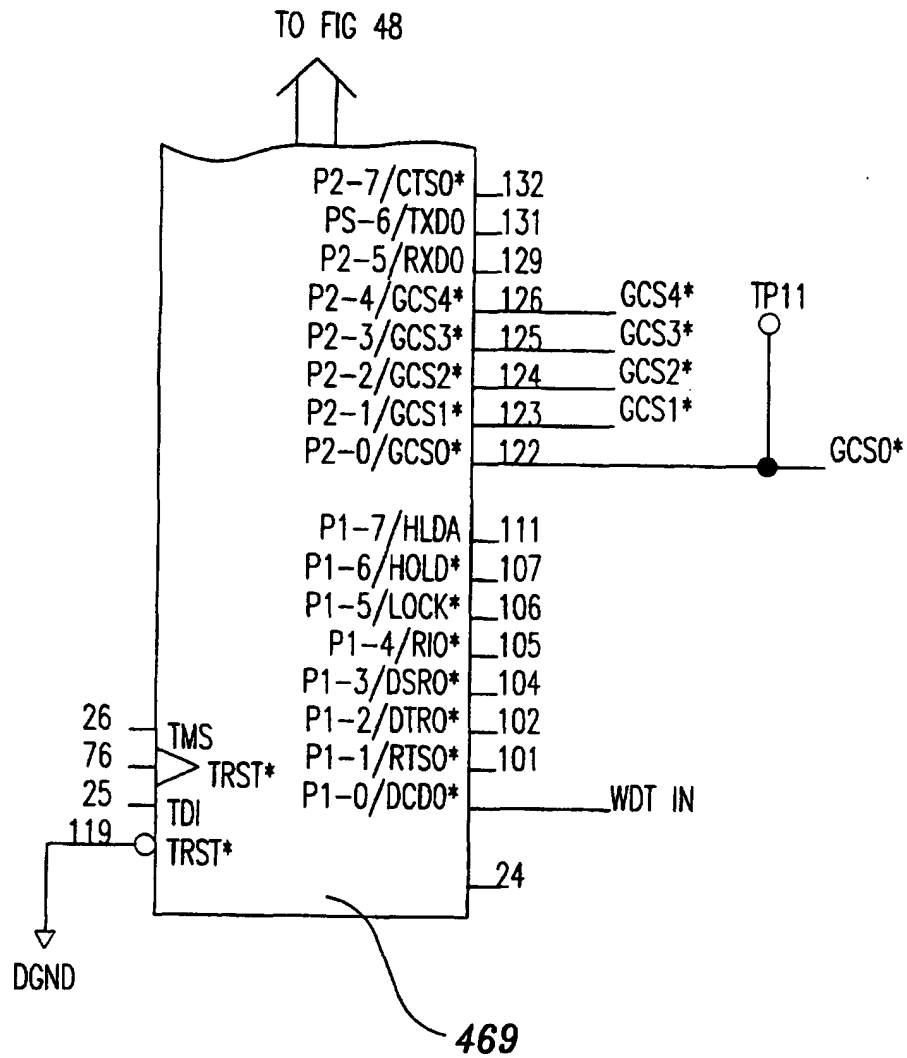 TO FIG 48
P2-7/CTS0* 132
PS-6/TXD0 131
P2-5/RXD0 129
P2-4/GCS4* 126 GCS4* TP11
P2-3/GCS3* 125 GCS3*
P2-2/GCS2* 124 GCS2*
P2-1/GCS1* 123 GCS1*
P2-0/GCS0* 122 GCS0*
P1-7/HLDA 111
P1-6/HOLD* 107
P1-5/LOCK* 106
P1-4/RI0* 105
P1-3/DSR0* 104
P1-2/DTR0* 102
P1-1/RTS0* 101
P1-0/DCD0* WDT IN
26 TMS
76 TRST*
25 TDI
119 TRST*
24
DGND
469